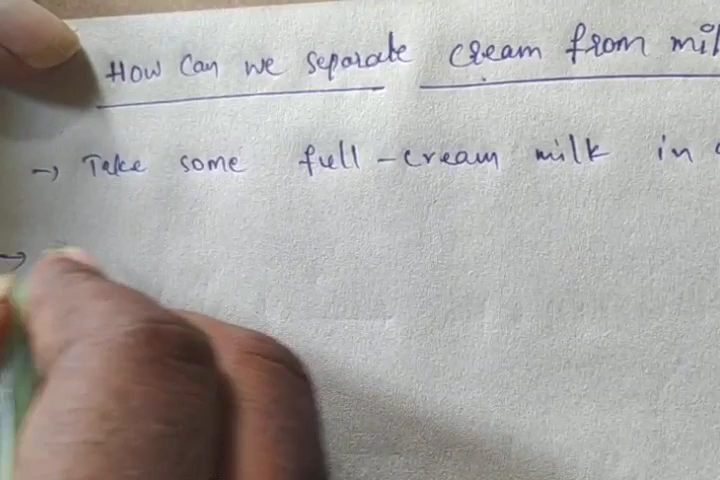 How can we separate cream from
→ Take some full-cream milk in
→